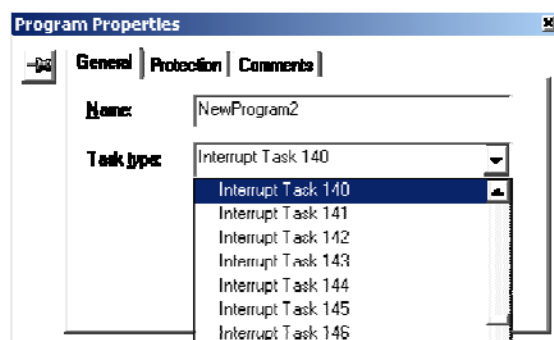 Program Properties
General Protection Comments
Name:
NewProgram2
Task type:
Interrupt Task 140
Interrupt Task 140
Interrupt Task 141
Interrupt Task 142
Interrupt Task 143
Interrupt Task 144
Interrupt Task 145
Interrupt Task 146